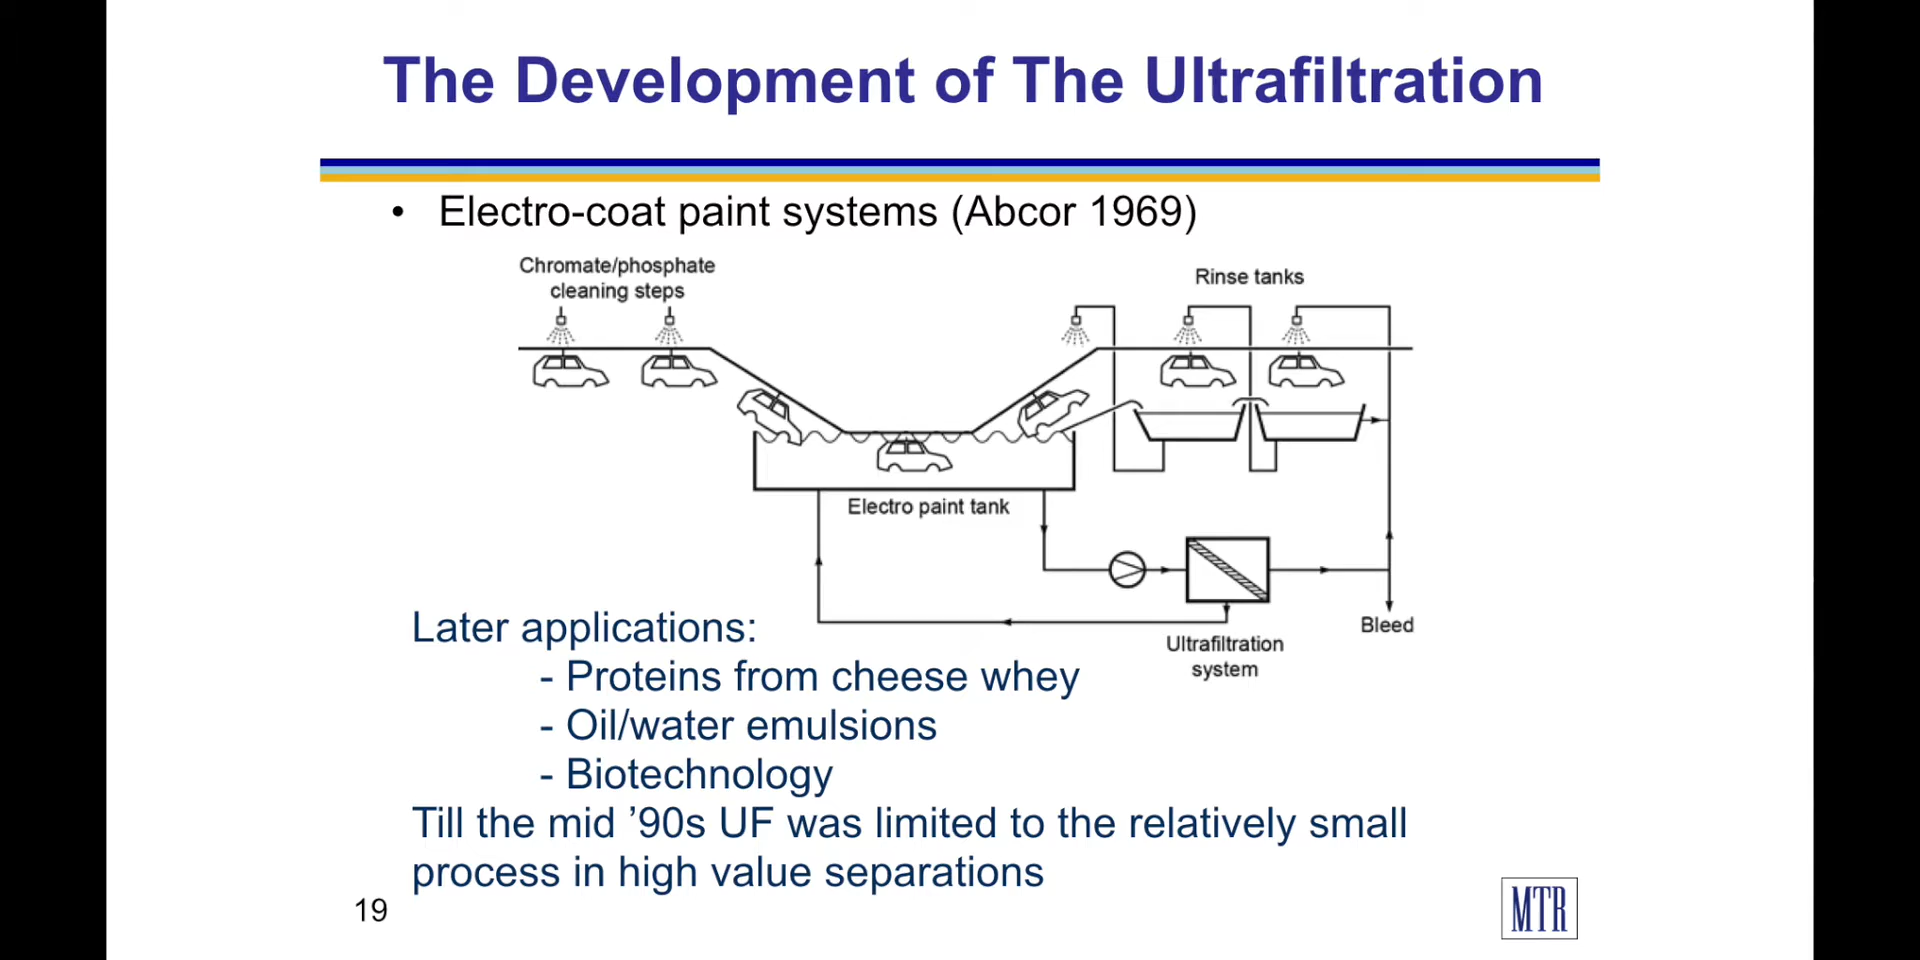 The Development of The Ultrafiltration
• Electro-coat paint systems (Abcor 1969)
Chromate/phosphate
cleaning steps
Rinse tanks
Electro paint tank
Ultrafiltration
system
Bleed
Later applications:
- Proteins from cheese whey
- Oil/water emulsions
- Biotechnology
Till the mid ’90s UF was limited to the relatively small
process in high value separations
19
MTR